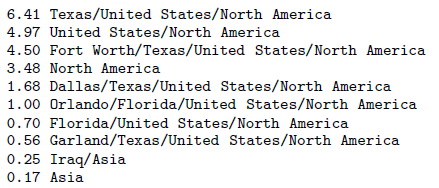 6.41 Texas/United States/North America
4.97 United States/North America
4.50 Fort Worth/Texas/United States/North America
3.48 North America
1.68 Dallas/Texas/United States/North America
1.00 Orlando/Florida/United States/North America
0.70 Florida/United States/North America
0.56 Garland/Texas/United States/North America
0.25 Iraq/Asia
0.17 Asia